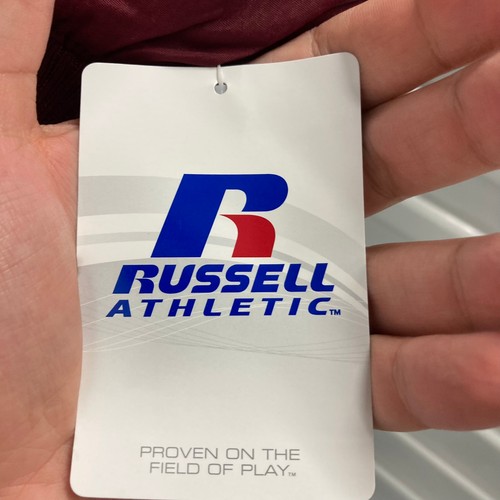 R
RUSSELL
ATHLETIC™
PROVEN ON THE
FIELD OF PLAY™